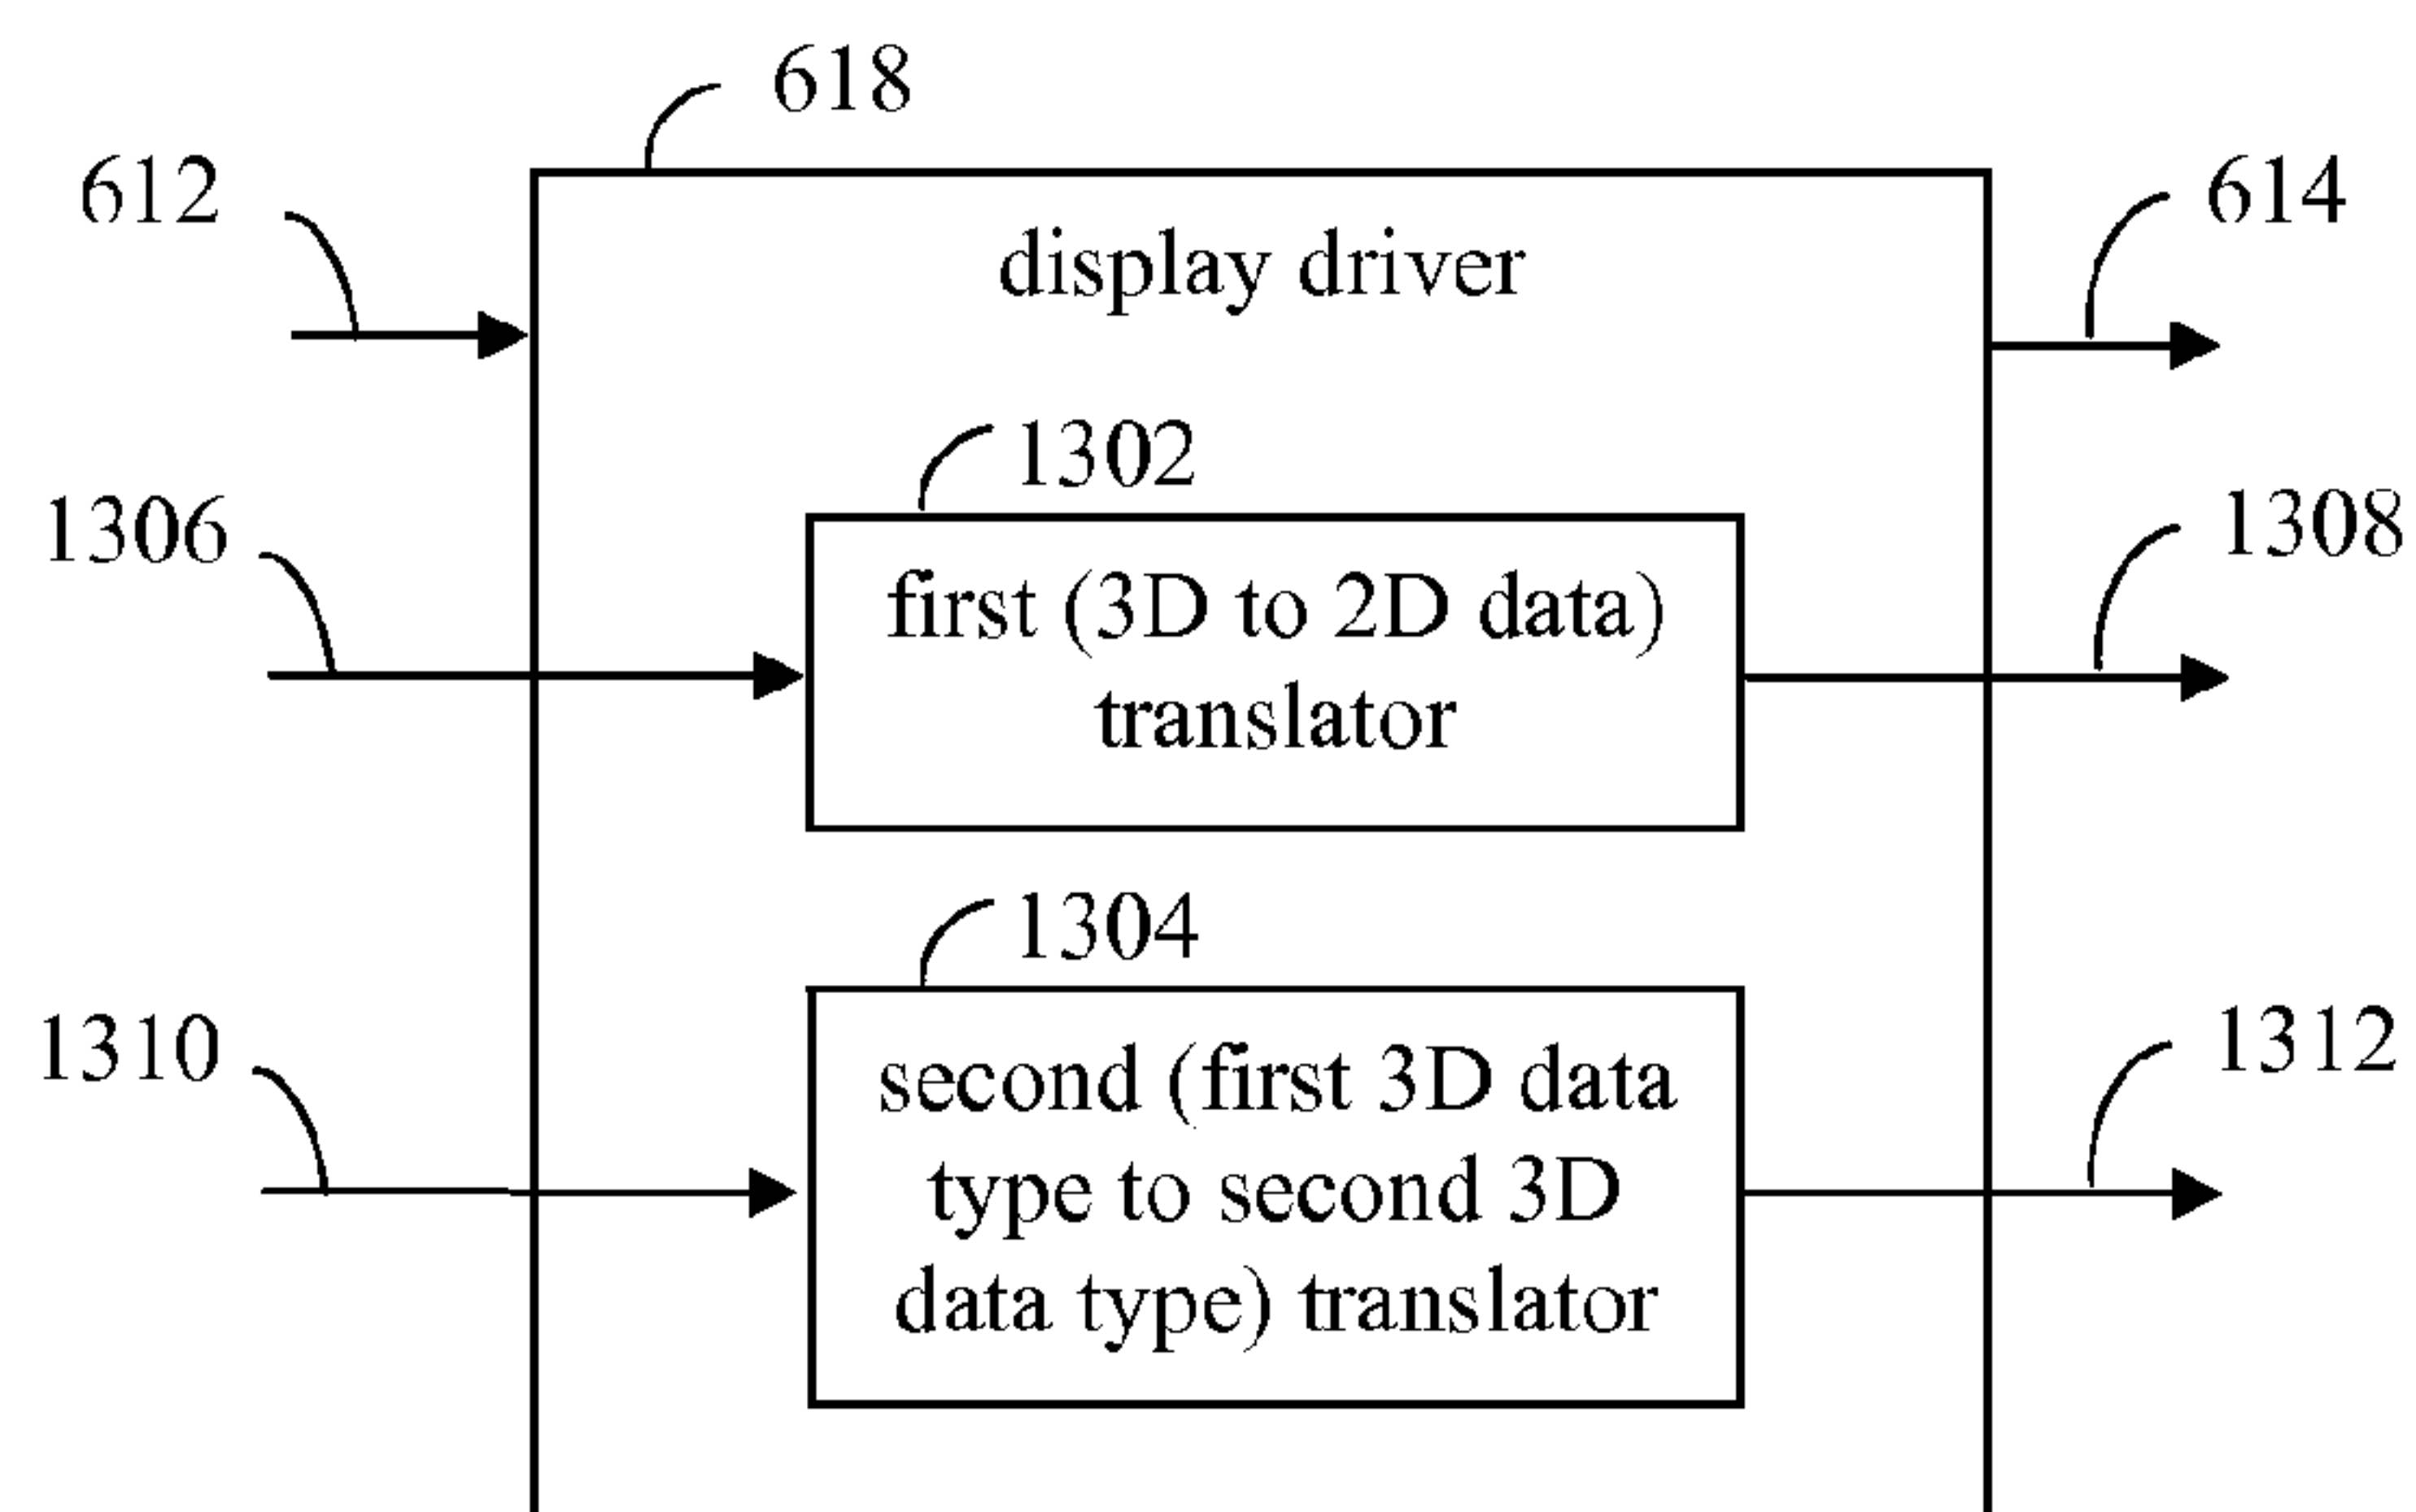 618
612
614
display driver
1302
1306
1308
first (3D to 2D data)
translator
1304
1310
1312
second (first 3D data
type to second 3D
data type) translator